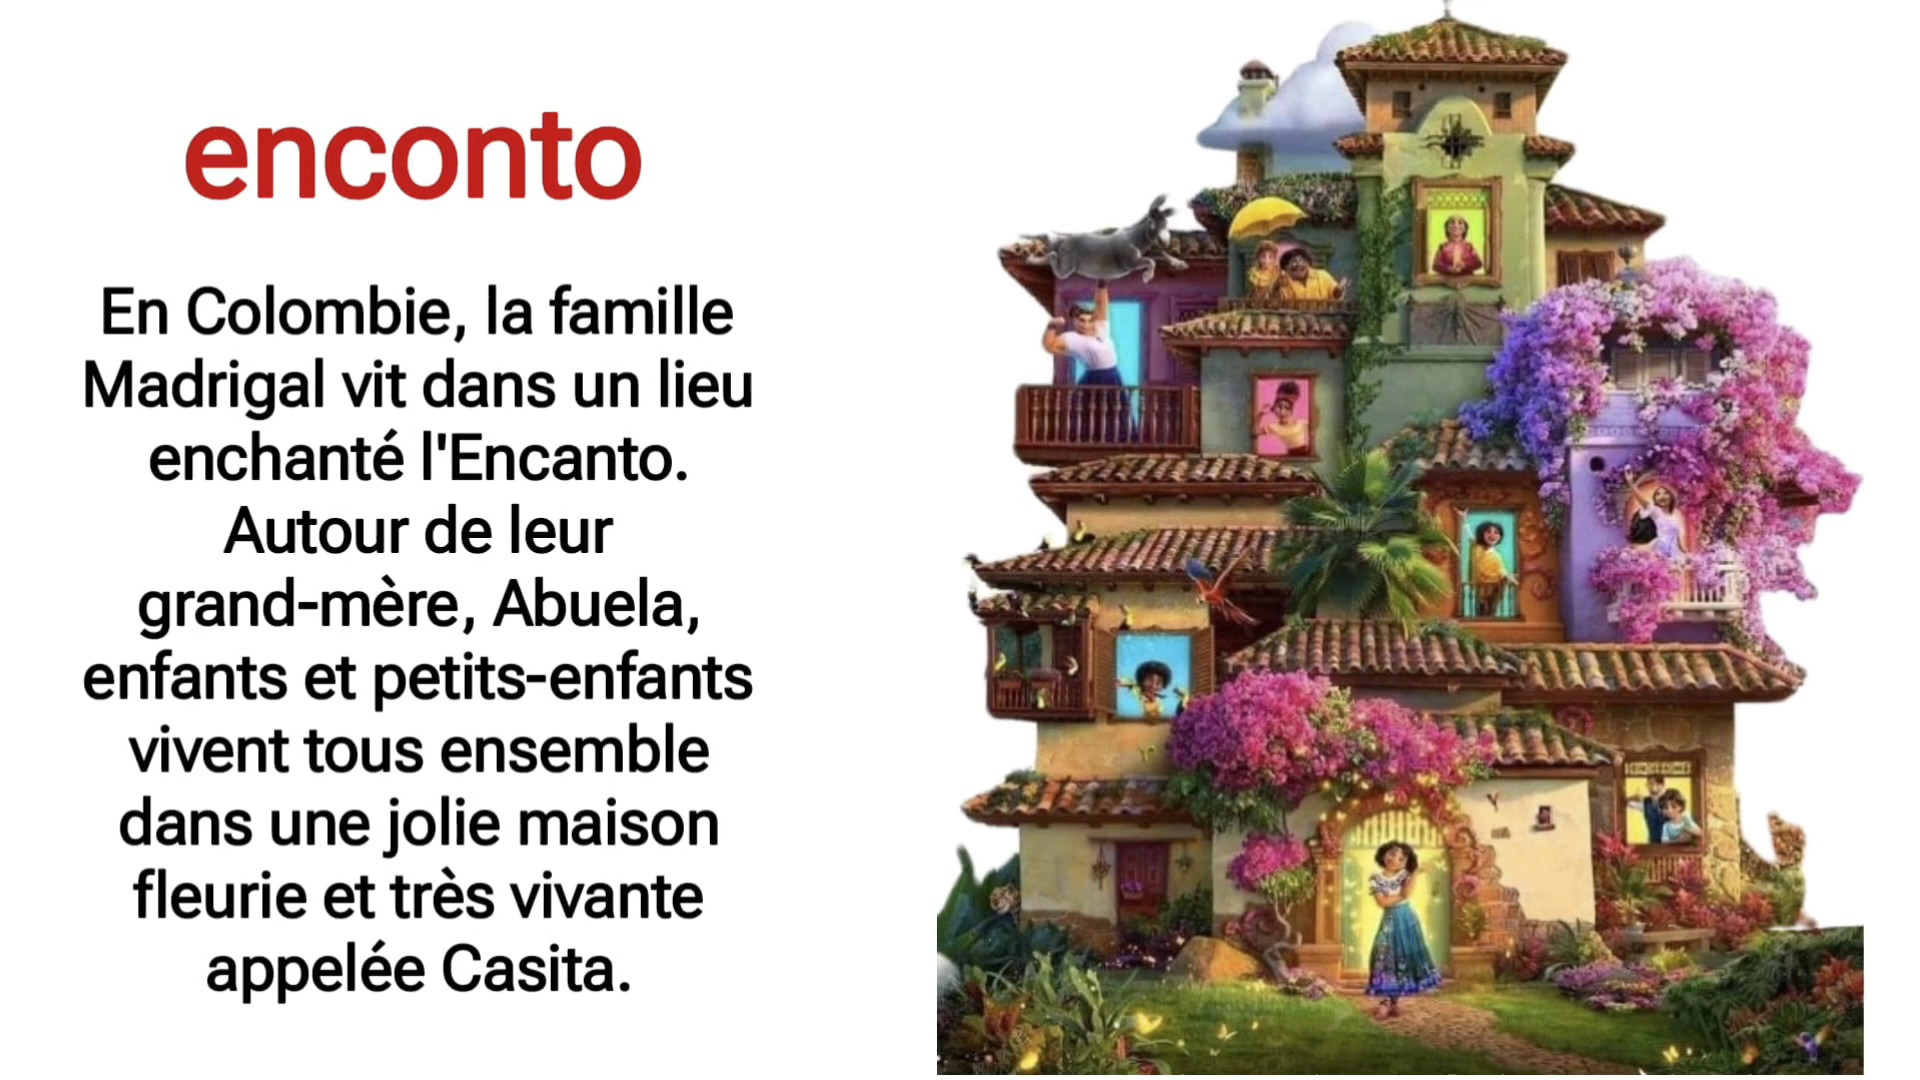 enconto
En Colombie, la famille
Madrigal vit dans un lieu
enchanté l'Encanto.
Autour de leur
grand-mère, Abuela,
enfants et petits-enfants
vivent tous ensemble
dans une jolie maison
fleurie et très vivante
appelée Casita.